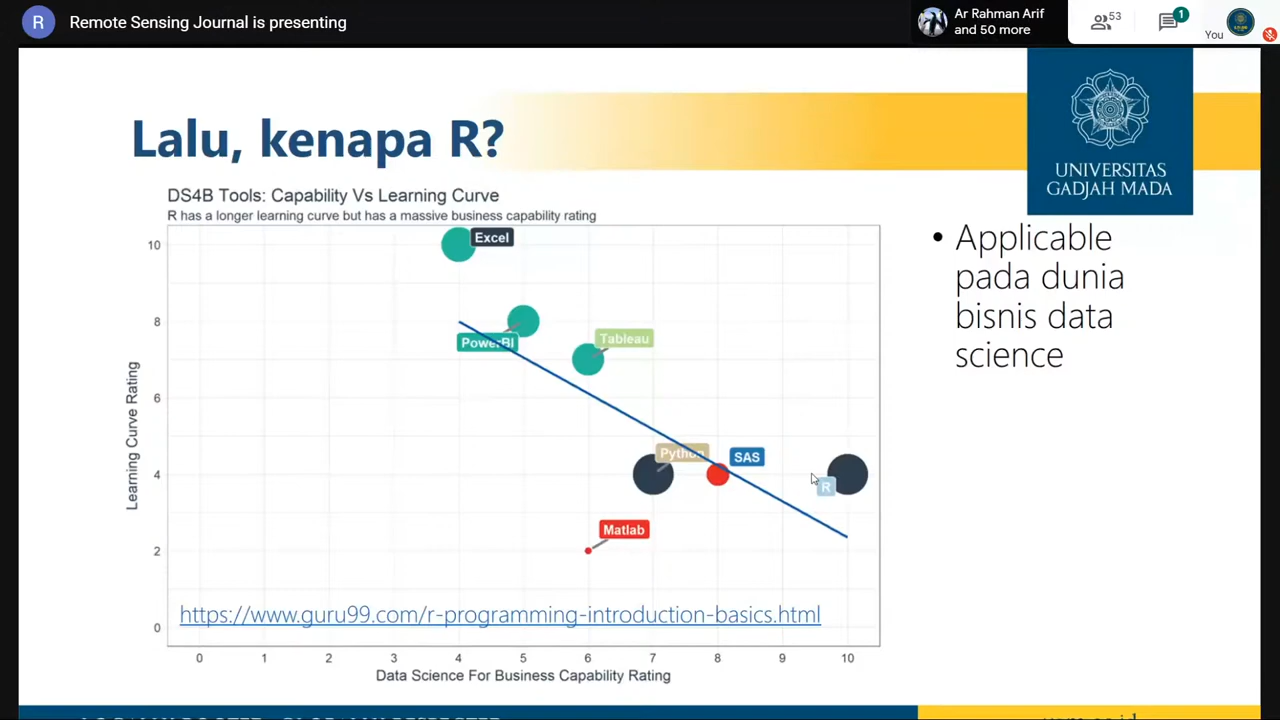 R
Remote Sensing Journal is presenting
Ar Rahman Arif
and 50 more
53
1
You
Lalu, kenapa R?
UNIVERSITAS
GADJAH MADA
DS4B Tools: Capability Vs Learning Curve
R has a longer learning curve but has a massive business capability rating
• Applicable
pada dunia
bisnis data
science
Learning Curve Rating
10
8
6
4
2
0
Excel
PowerBI
Tableau
Python
SAS
R
Matlab
https://www.guru99.com/r-programming-introduction-basics.html
0 1 2 3 4 5 6 7 8 9 10
Data Science For Business Capability Rating